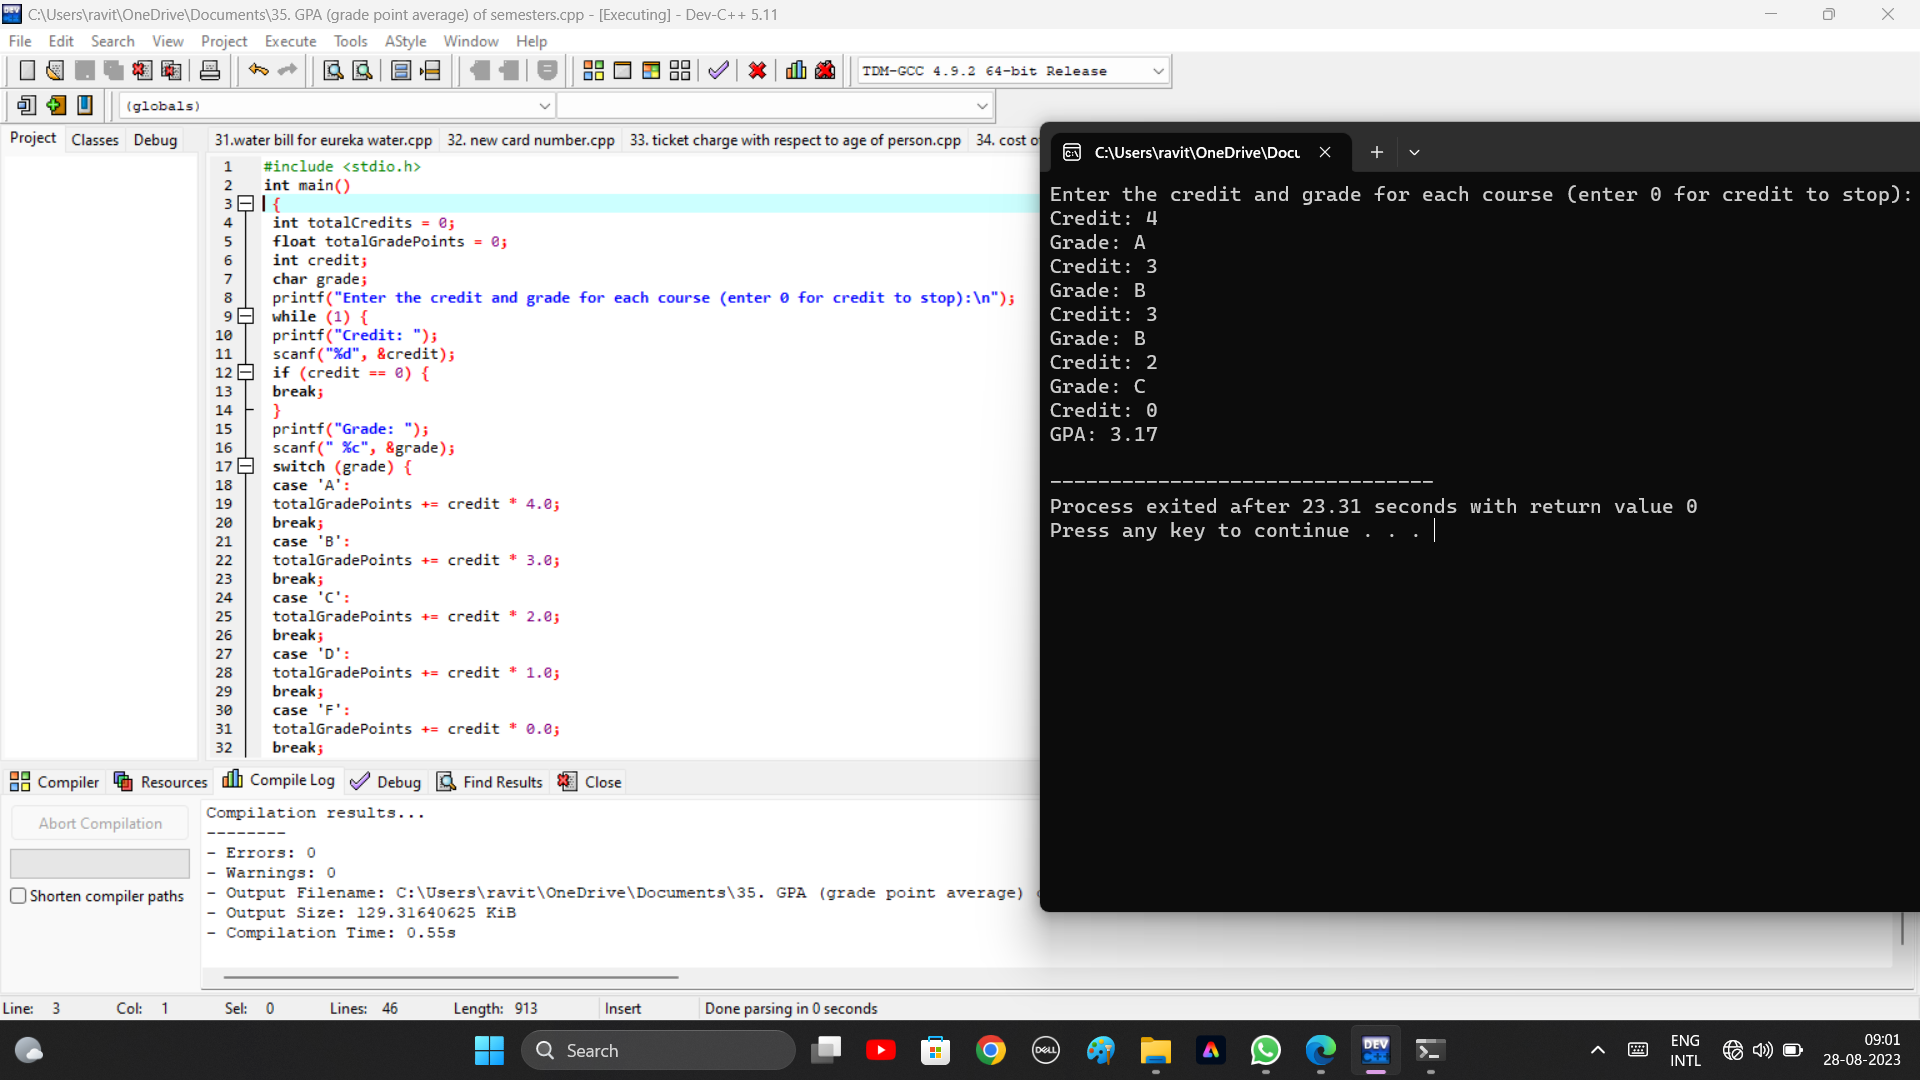 C:\Users\ravit\OneDrive\Documents\35. GPA (grade point average) of semesters.cpp - [Executing] - Dev-C++ 5.11
File Edit Search View Project Execute Tools AStyle Window Help
TDM-GCC 4.9.2 64-bit Release
(globals)
Project Classes Debug
31.water bill for eureka water.cpp 32. new card number.cpp 33. ticket charge with respect to age of person.cpp 34. cost o
1 #include <stdio.h>
2 int main()
3 {
4 int totalCredits = 0;
5 float totalGradePoints = 0;
6 int credit;
7 char grade;
8 printf("Enter the credit and grade for each course (enter 0 for credit to stop):\n");
9 while (1) {
10 printf("Credit: ");
11 scanf("%d", &credit);
12 if (credit == 0) {
13 break;
14 }
15 printf("Grade: ");
16 scanf(" %c", &grade);
17 switch (grade) {
18 case 'A':
19 totalGradePoints += credit * 4.0;
20 break;
21 case 'B':
22 totalGradePoints += credit * 3.0;
23 break;
24 case 'C':
25 totalGradePoints += credit * 2.0;
26 break;
27 case 'D':
28 totalGradePoints += credit * 1.0;
29 break;
30 case 'F':
31 totalGradePoints += credit * 0.0;
32 break;
C:\Users\ravit\OneDrive\Docu
Enter the credit and grade for each course (enter 0 for credit to stop):
Credit: 4
Grade: A
Credit: 3
Grade: B
Credit: 3
Grade: B
Credit: 2
Grade: C
Credit: 0
GPA: 3.17
--------------------------------
Process exited after 23.31 seconds with return value 0
Press any key to continue . . .
Compiler Resources Compile Log Debug Find Results Close
Abort Compilation
Shorten compiler paths
Compilation results...
--------
- Errors: 0
- Warnings: 0
- Output Filename: C:\Users\ravit\OneDrive\Documents\35. GPA (grade point average)
- Output Size: 129.31640625 KiB
- Compilation Time: 0.55s
Line: 3 Col: 1 Sel: 0 Lines: 46 Length: 913 Insert Done parsing in 0 seconds
Search
DELL
DEV C++
ENG
INTL
09:01
28-08-2023